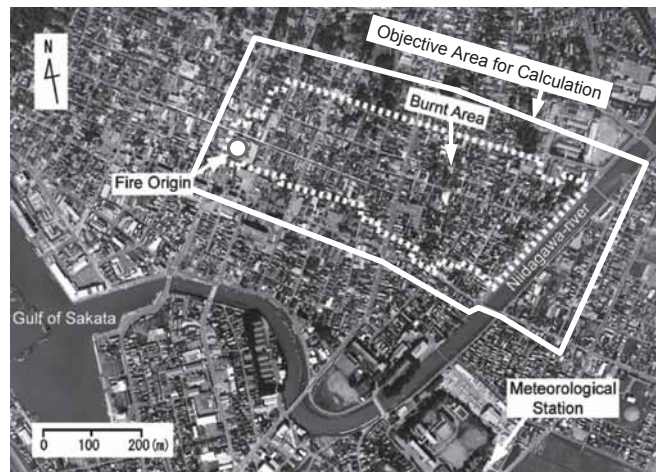 N
Objective Area for Calculation
Burnt Area
Fire Origin
Niidagawa-river
Gulf of Sakata
Meteorological
Station
0 100 200 (m)